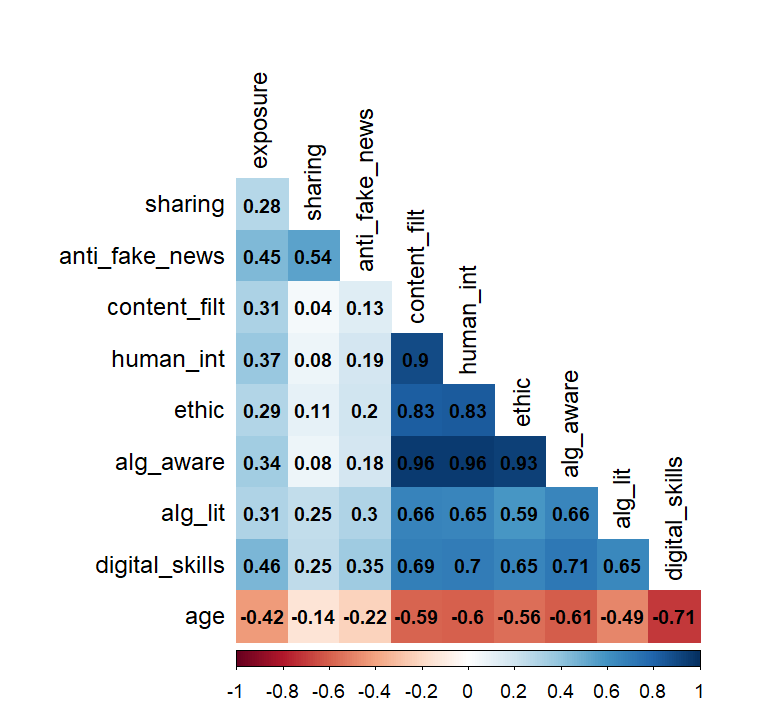 exposure
sharing
anti_fake_news
content_filt
human_int
ethic
alg_aware
alg_lit
digital_skills
sharing 0.28
anti_fake_news 0.45 0.54
content_filt 0.31 0.04 0.13
human_int 0.37 0.08 0.19 0.9
ethic 0.29 0.11 0.2 0.83 0.83
alg_aware 0.34 0.08 0.18 0.96 0.96 0.93
alg_lit 0.31 0.25 0.3 0.66 0.65 0.59 0.66
digital_skills 0.46 0.25 0.35 0.69 0.7 0.65 0.71 0.65
age -0.42 -0.14 -0.22 -0.59 -0.6 -0.56 -0.61 -0.49 -0.71
-1 -0.8 -0.6 -0.4 -0.2 0 0.2 0.4 0.6 0.8 1